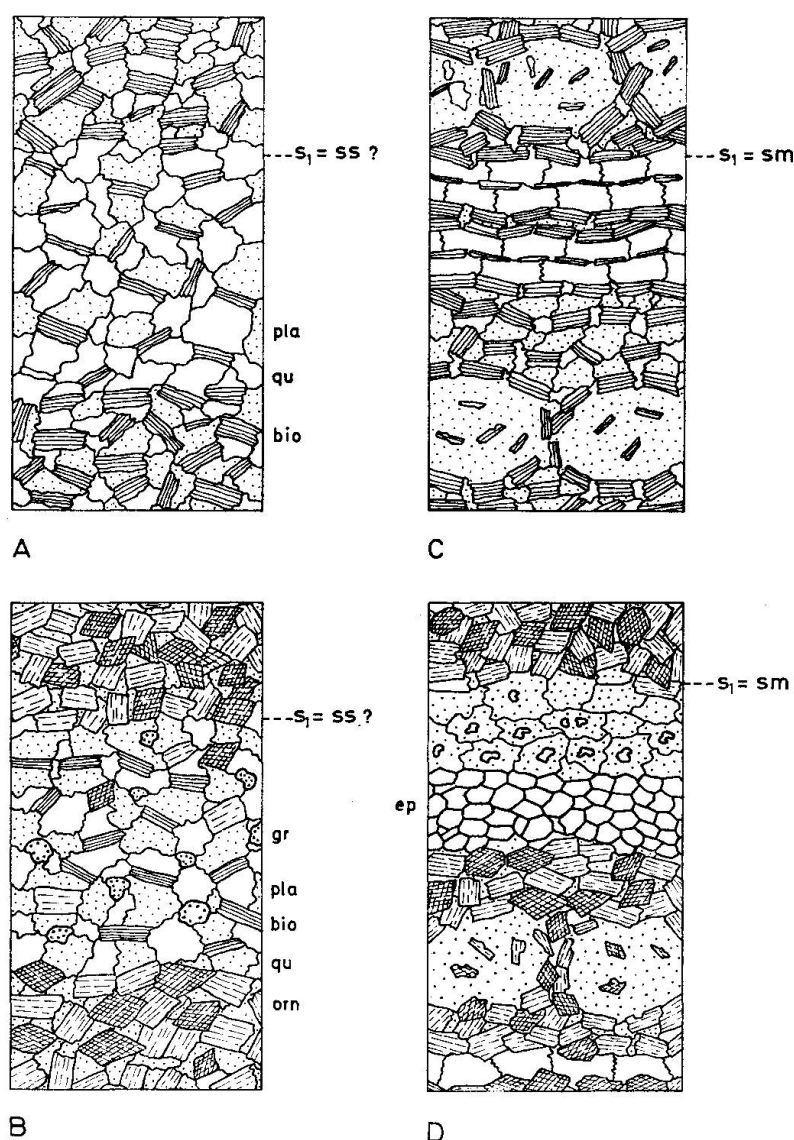 s₁ = ss ?
pla
qu
bio
A
s₁ = sm
C
s₁ = ss ?
gr
pla
bio
qu
orn
B
s₁ = sm
ep
D